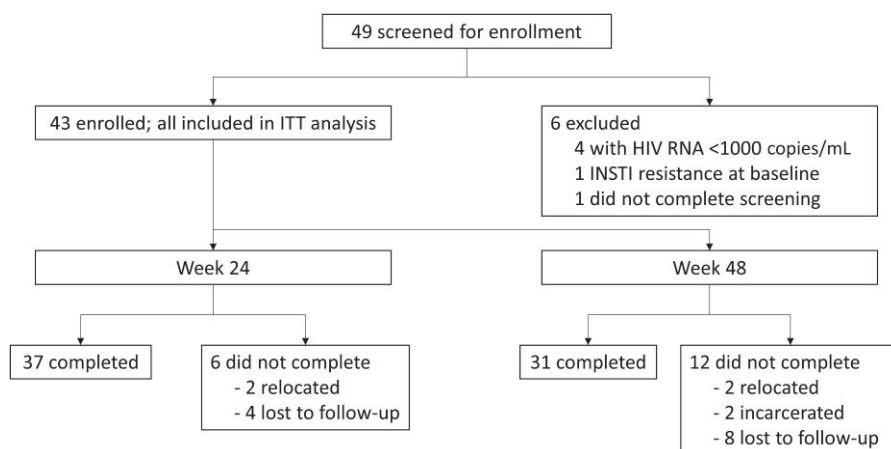 49 screened for enrollment
43 enrolled; all included in ITT analysis
6 excluded
4 with HIV RNA <1000 copies/mL
1 INSTI resistance at baseline
1 did not complete screening
Week 24
Week 48
37 completed
6 did not complete
- 2 relocated
- 4 lost to follow-up
31 completed
12 did not complete
- 2 relocated
- 2 incarcerated
- 8 lost to follow-up